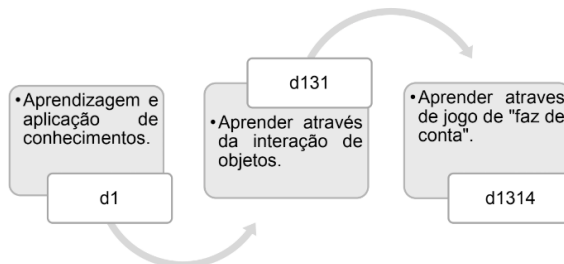 •Aprendizagem e
aplicação de
conhecimentos.
d1
d131
•Aprender através
da interação de
objetos.
•Aprender atraves
de jogo de "faz de
conta".
d1314